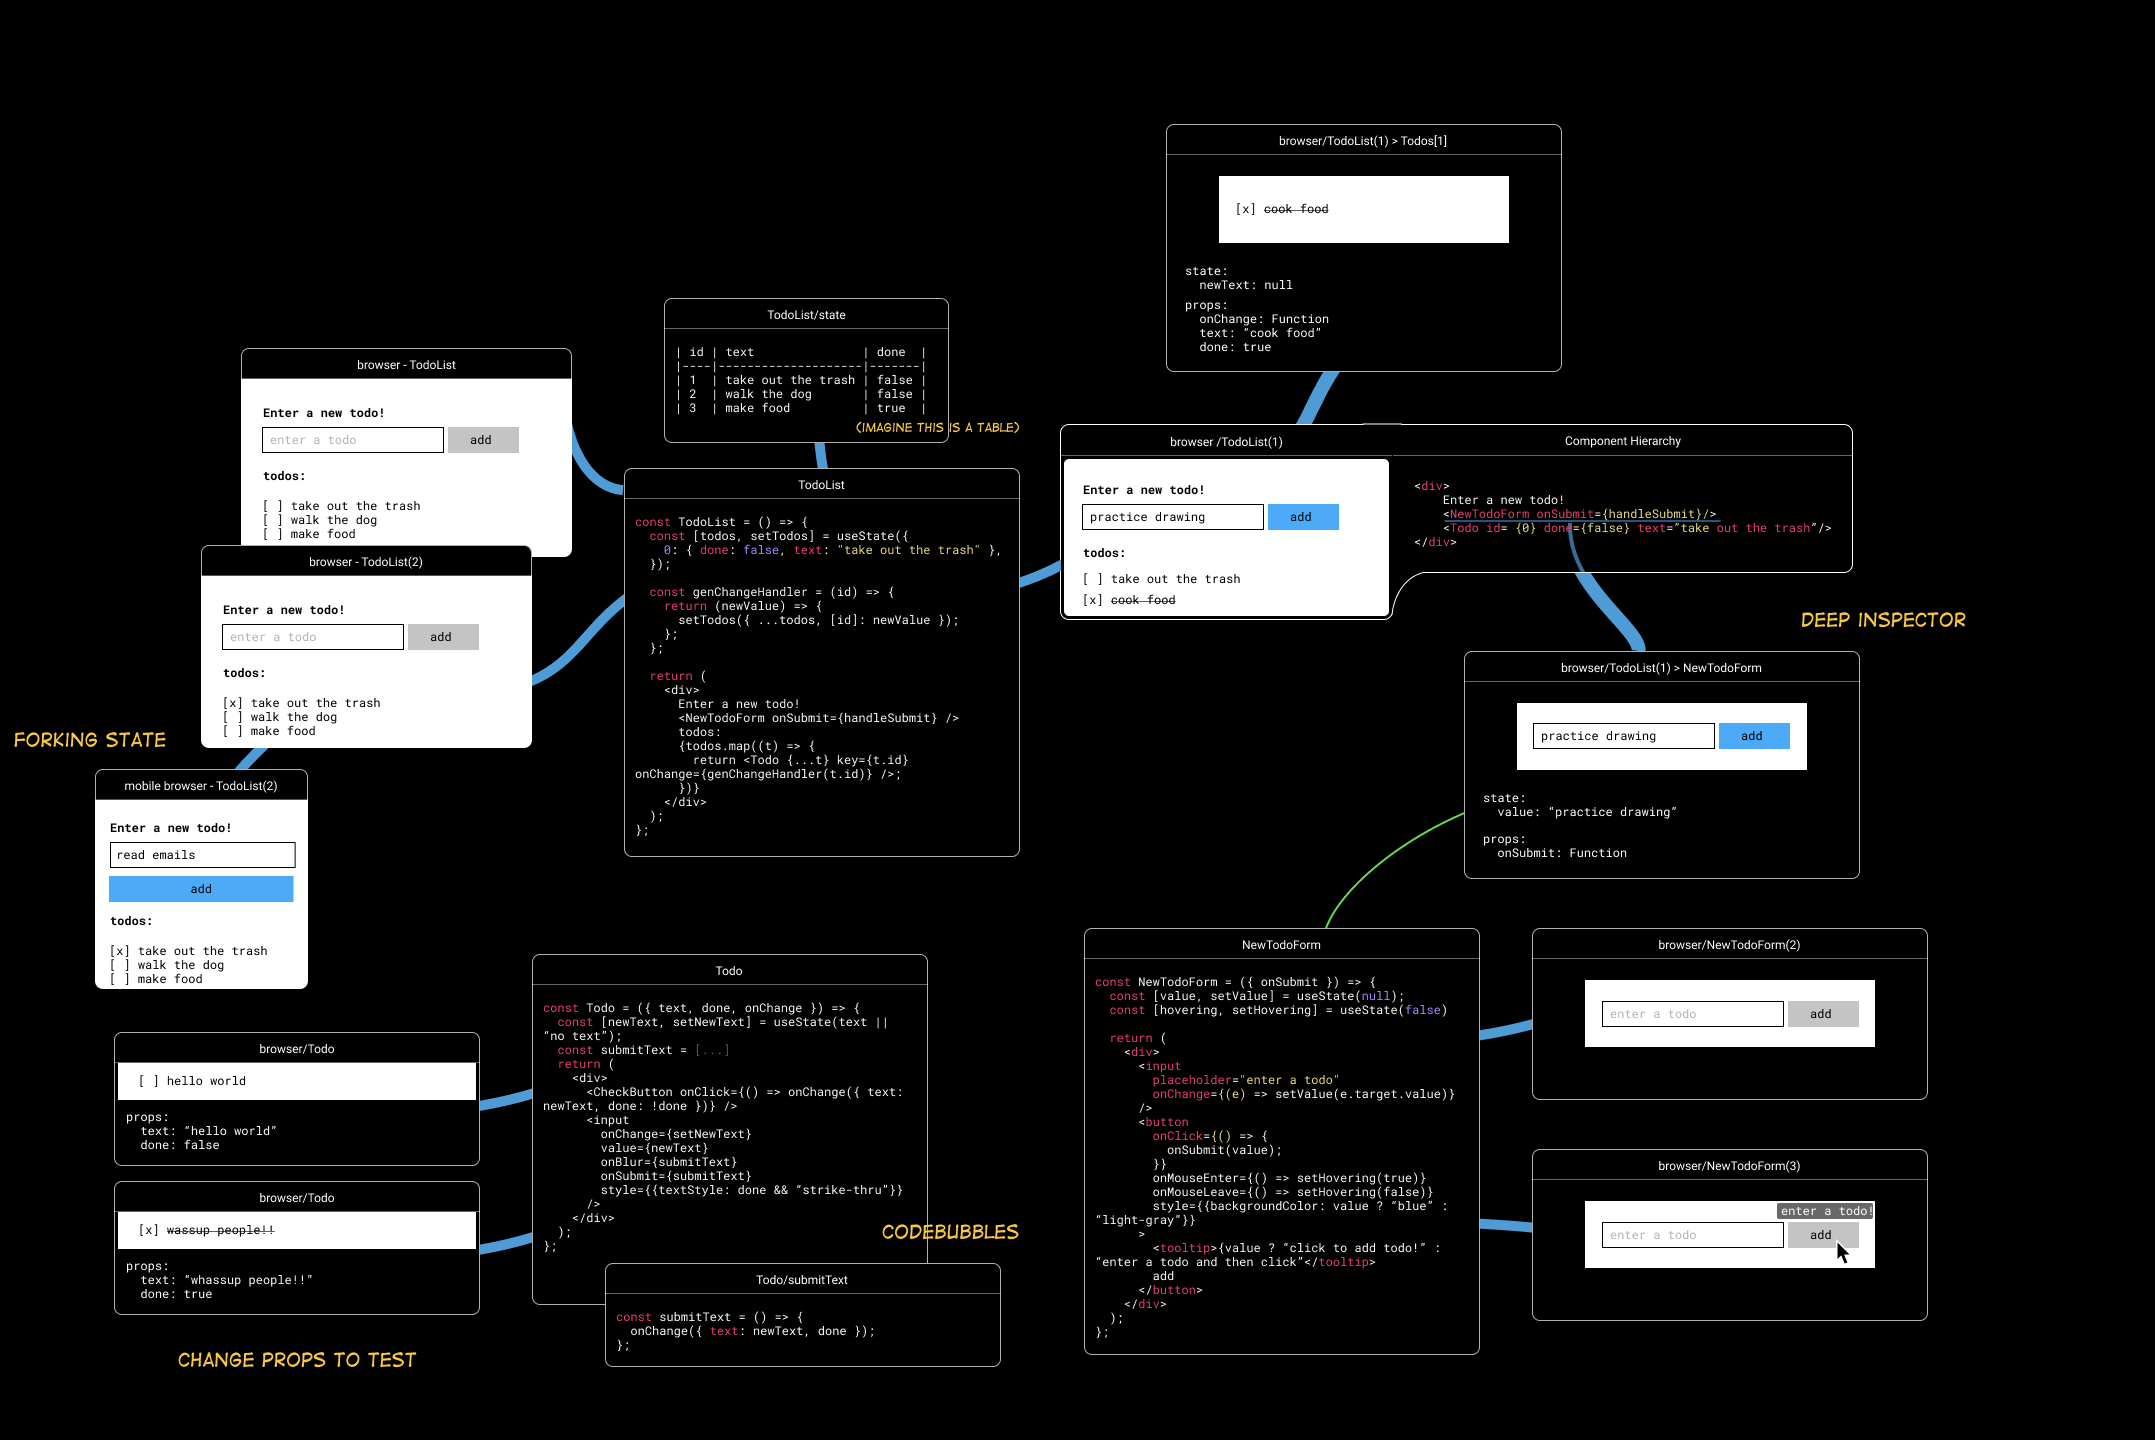 browser/TodoList(1) > Todos[1]
[x] cook food
state:
  newText: null
props:
  onChange: Function
  text: “cook food”
  done: true
TodoList/state
| id | text               | done  |
|----|--------------------|-------|
| 1  | take out the trash | false |
| 2  | walk the dog       | false |
| 3  | make food          | true  |
(IMAGINE THIS IS A TABLE)
browser - TodoList
Enter a new todo!
enter a todo
add
todos:
[ ] take out the trash
[ ] walk the dog
[ ] make food
browser - TodoList(2)
Enter a new todo!
enter a todo
add
todos:
[x] take out the trash
[ ] walk the dog
[ ] make food
FORKING STATE
mobile browser - TodoList(2)
Enter a new todo!
read emails
add
todos:
[x] take out the trash
[ ] walk the dog
[ ] make food
TodoList
const TodoList = () => {
  const [todos, setTodos] = useState({
    0: { done: false, text: "take out the trash" },
  });
  const genChangeHandler = (id) => {
    return (newValue) => {
      setTodos({ ...todos, [id]: newValue });
    };
  };
  return (
    <div>
      Enter a new todo!
      <NewTodoForm onSubmit={handleSubmit} />
      todos:
      {todos.map((t) => {
        return <Todo {...t} key={t.id}
onChange={genChangeHandler(t.id)} />;
      })}
    </div>
  );
};
browser /TodoList(1)
Enter a new todo!
practice drawing
add
todos:
[ ] take out the trash
[x] cook food
Component Hierarchy
<div>
    Enter a new todo!
    <NewTodoForm onSubmit={handleSubmit}/>
    <Todo id= {0} done={false} text=”take out the trash”/>
</div>
DEEP INSPECTOR
browser/TodoList(1) > NewTodoForm
practice drawing
add
state:
  value: “practice drawing”
props:
  onSubmit: Function
browser/Todo
[ ] hello world
props:
  text: “hello world”
  done: false
browser/Todo
[x] wassup people!!
props:
  text: “whassup people!!”
  done: true
CHANGE PROPS TO TEST
Todo
const Todo = ({ text, done, onChange }) => {
  const [newText, setNewText] = useState(text ||
“no text”);
  const submitText = [...]
  return (
    <div>
      <CheckButton onClick={() => onChange({ text:
newText, done: !done })} />
      <input
        onChange={setNewText}
        value={newText}
        onBlur={submitText}
        onSubmit={submitText}
        style={{textStyle: done && “strike-thru”}}
      />
    </div>
  );
};
CODEBUBBLES
Todo/submitText
const submitText = () => {
  onChange({ text: newText, done });
};
NewTodoForm
const NewTodoForm = ({ onSubmit }) => {
  const [value, setValue] = useState(null);
  const [hovering, setHovering] = useState(false)
  return (
    <div>
      <input
        placeholder="enter a todo"
        onChange={(e) => setValue(e.target.value)}
      />
      <button
        onClick={() => {
          onSubmit(value);
        }}
        onMouseEnter={() => setHovering(true)}
        onMouseLeave={() => setHovering(false)}
        style={{backgroundColor: value ? “blue” :
“light-gray”}}
      >
        <tooltip>{value ? “click to add todo!” :
“enter a todo and then click”</tooltip>
        add
      </button>
    </div>
  );
};
browser/NewTodoForm(2)
enter a todo
add
browser/NewTodoForm(3)
enter a todo!
enter a todo
add